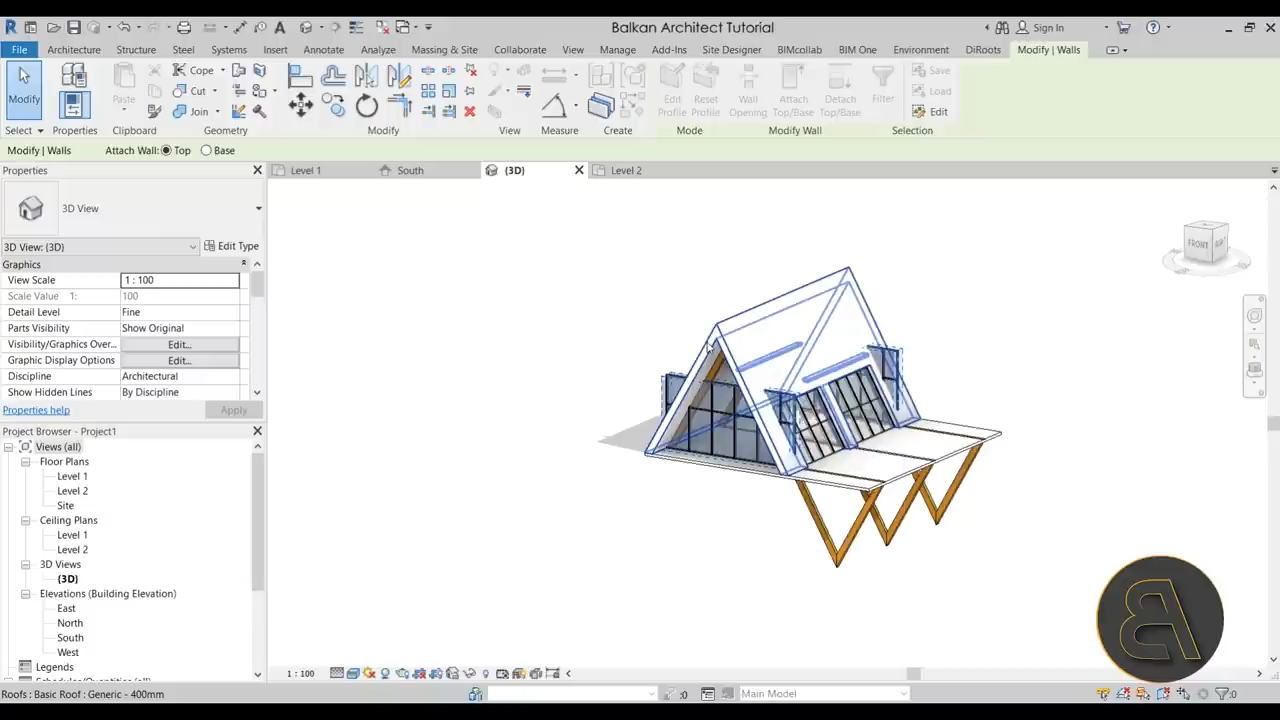 Balkan Architect Tutorial
Sign In
File Architecture Structure Steel Systems Insert Annotate Analyze Massing & Site Collaborate View Manage Add-Ins Site Designer BIMcollab BIM One Environment DiRoots Modify | Walls
Modify
Paste
Cope
Cut
Join
Edit Profile
Reset Profile
Wall Opening
Attach Top/Base
Detach Top/Base
Filter
Save
Load
Edit
Select Properties Clipboard Geometry Modify View Measure Create Mode Modify Wall Selection
Modify | Walls Attach Wall: Top Base
Properties
Level 1 South (3D) Level 2
3D View
3D View: (3D) Edit Type
Graphics
View Scale 1 : 100
Scale Value 1: 100
Detail Level Fine
Parts Visibility Show Original
Visibility/Graphics Over... Edit...
Graphic Display Options Edit...
Discipline Architectural
Show Hidden Lines By Discipline
Properties help Apply
Project Browser - Project1
Views (all)
Floor Plans
Level 1
Level 2
Site
Ceiling Plans
Level 1
Level 2
3D Views
(3D)
Elevations (Building Elevation)
East
North
South
West
Legends
FRONT
1 : 100
Roofs : Basic Roof : Generic - 400mm
:0
Main Model
:0